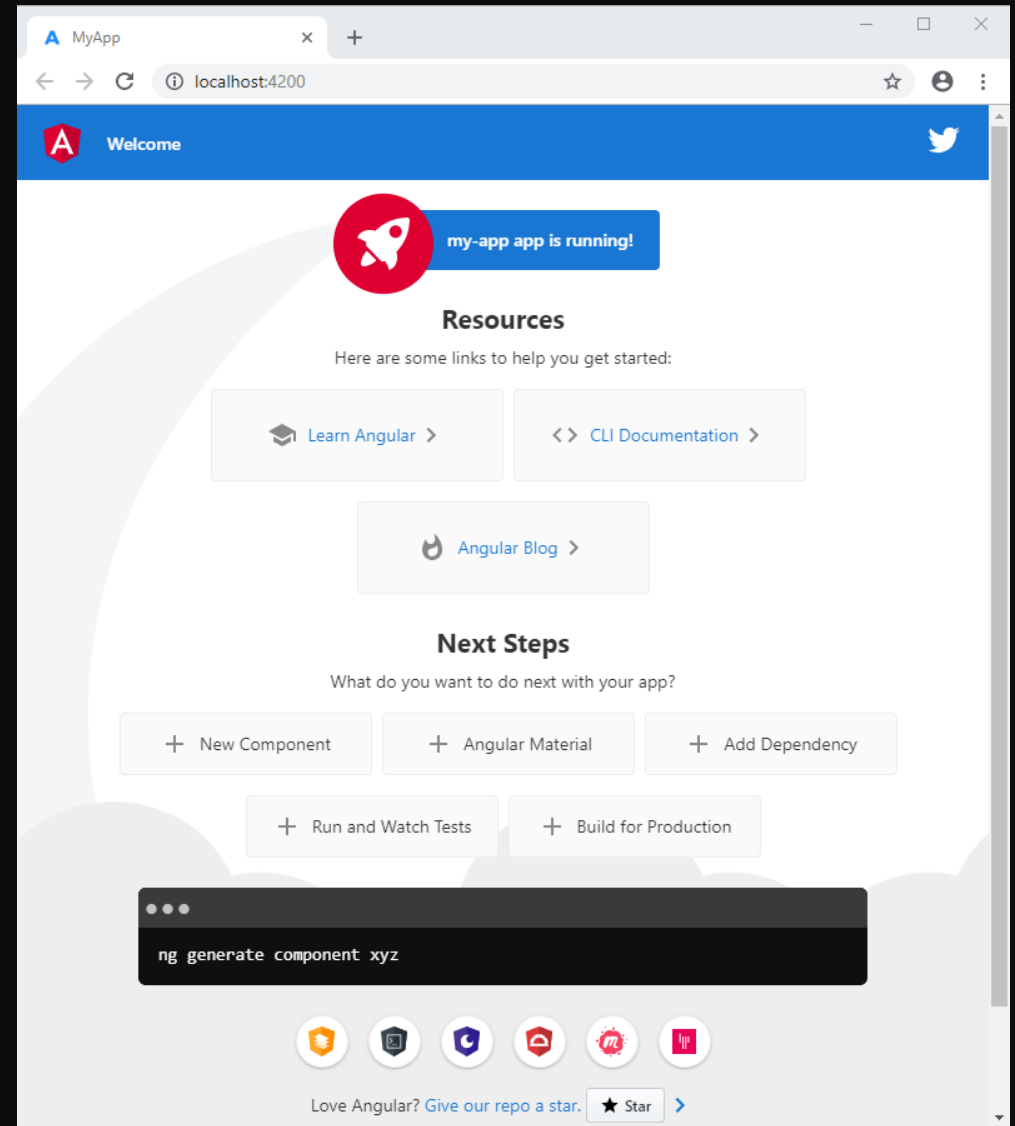 MyApp
localhost:4200
Welcome
my-app app is running!
Resources
Here are some links to help you get started:
Learn Angular
CLI Documentation
Angular Blog
Next Steps
What do you want to do next with your app?
New Component
Angular Material
Add Dependency
Run and Watch Tests
Build for Production
ng generate component xyz
Love Angular? Give our repo a star. Star